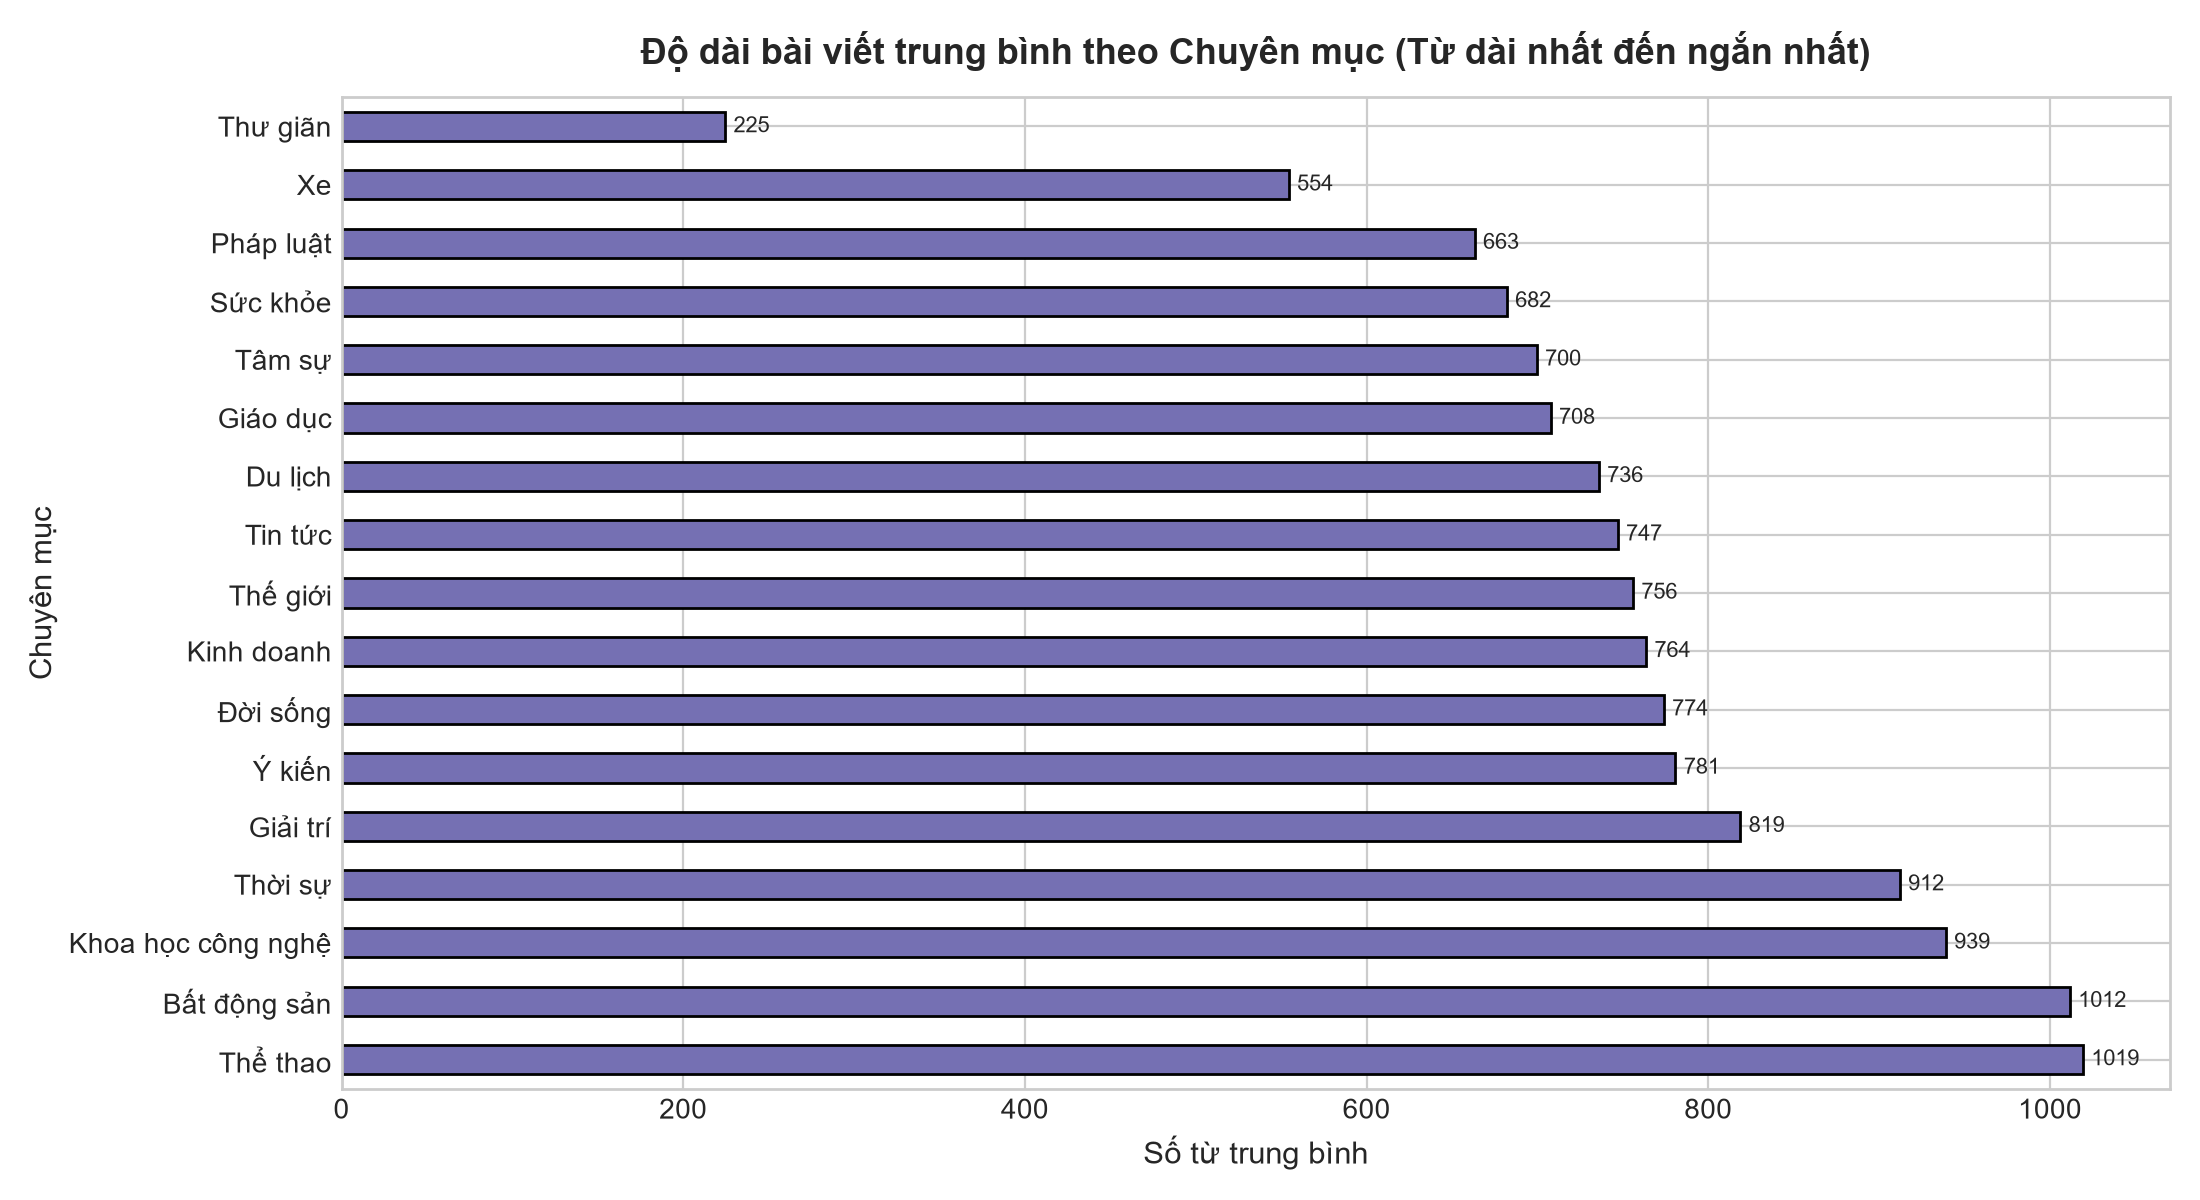 Độ dài bài viết trung bình theo Chuyên mục (Từ dài nhất đến ngắn nhất)
Chuyên mục
Thư giãn 225
Xe 554
Pháp luật 663
Sức khỏe 682
Tâm sự 700
Giáo dục 708
Du lịch 736
Tin tức 747
Thế giới 756
Kinh doanh 764
Đời sống 774
Ý kiến 781
Giải trí 819
Thời sự 912
Khoa học công nghệ 939
Bất động sản 1012
Thể thao 1019
0 200 400 600 800 1000
Số từ trung bình